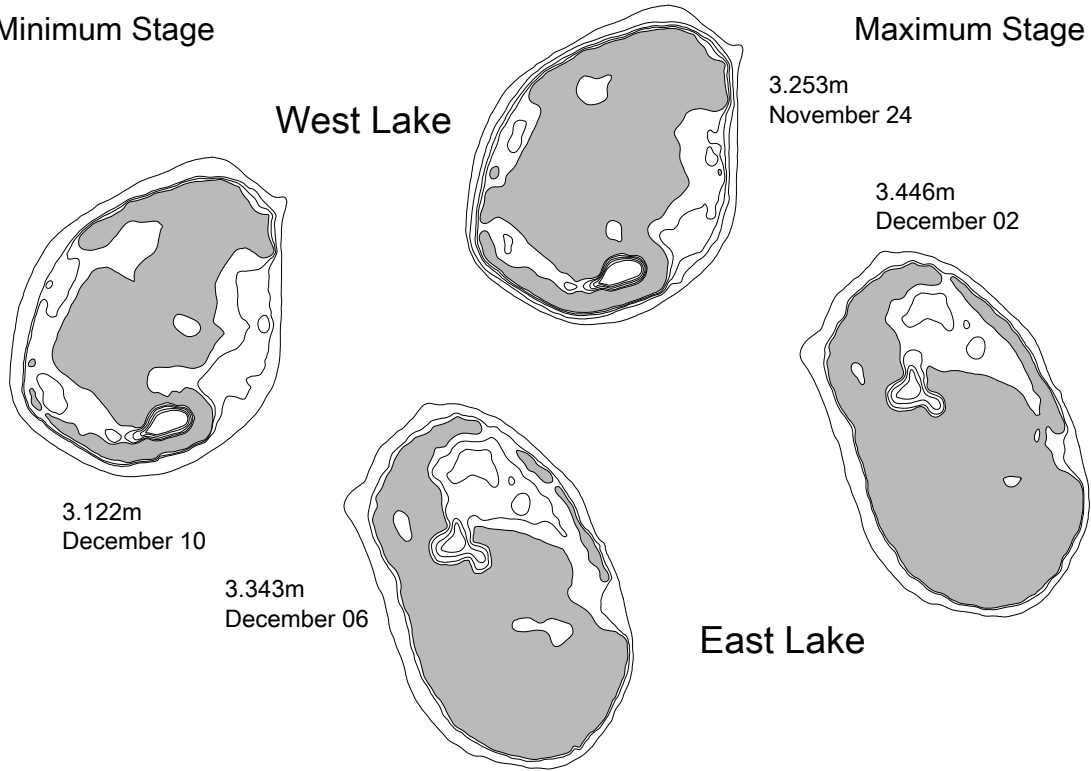 Minimum Stage
Maximum Stage
West Lake
3.253m
November 24
3.446m
December 02
3.122m
December 10
3.343m
December 06
East Lake